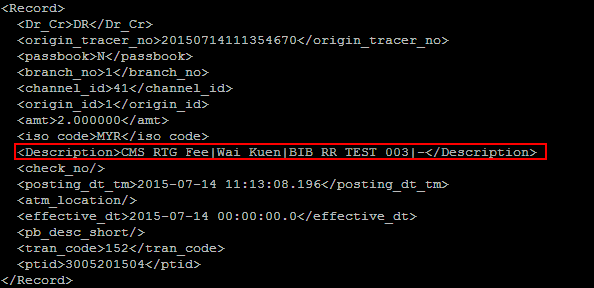 <Record>
<Dr_Cr>DR</Dr_Cr>
<origin_tracer_no>20150714111354670</origin_tracer_no>
<passbook>N</passbook>
<branch_no>1</branch_no>
<channel_id>41</channel_id>
<origin_id>1</origin_id>
<amt>2.000000</amt>
<iso_code>MYR</iso_code>
<Description>CMS RTG Fee|Wai Kuen|BIB RR TEST 003|-</Description>
<check_no/>
<posting_dt_tm>2015-07-14 11:13:08.196</posting_dt_tm>
<atm_location/>
<effective_dt>2015-07-14 00:00:00.0</effective_dt>
<pb_desc_short/>
<tran_code>152</tran_code>
<ptid>3005201504</ptid>
</Record>